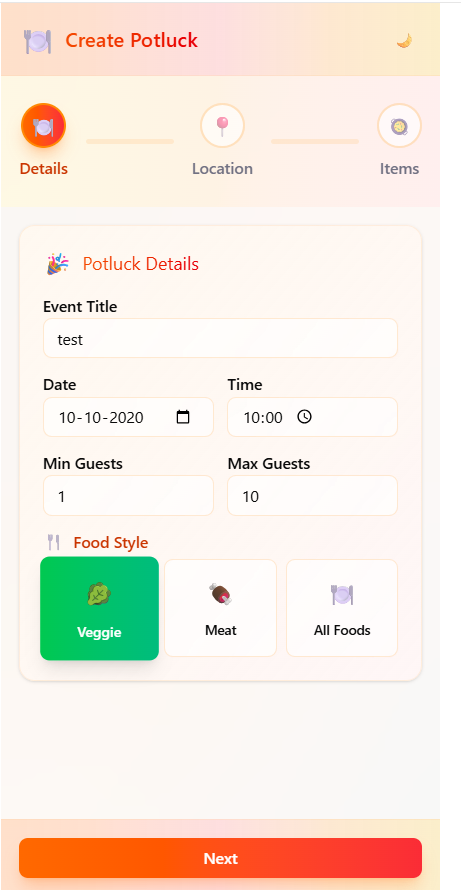 Create Potluck
Details Location Items
Potluck Details
Event Title
test
Date Time
10-10-2020 10:00
Min Guests Max Guests
1 10
Food Style
Veggie Meat All Foods
Next